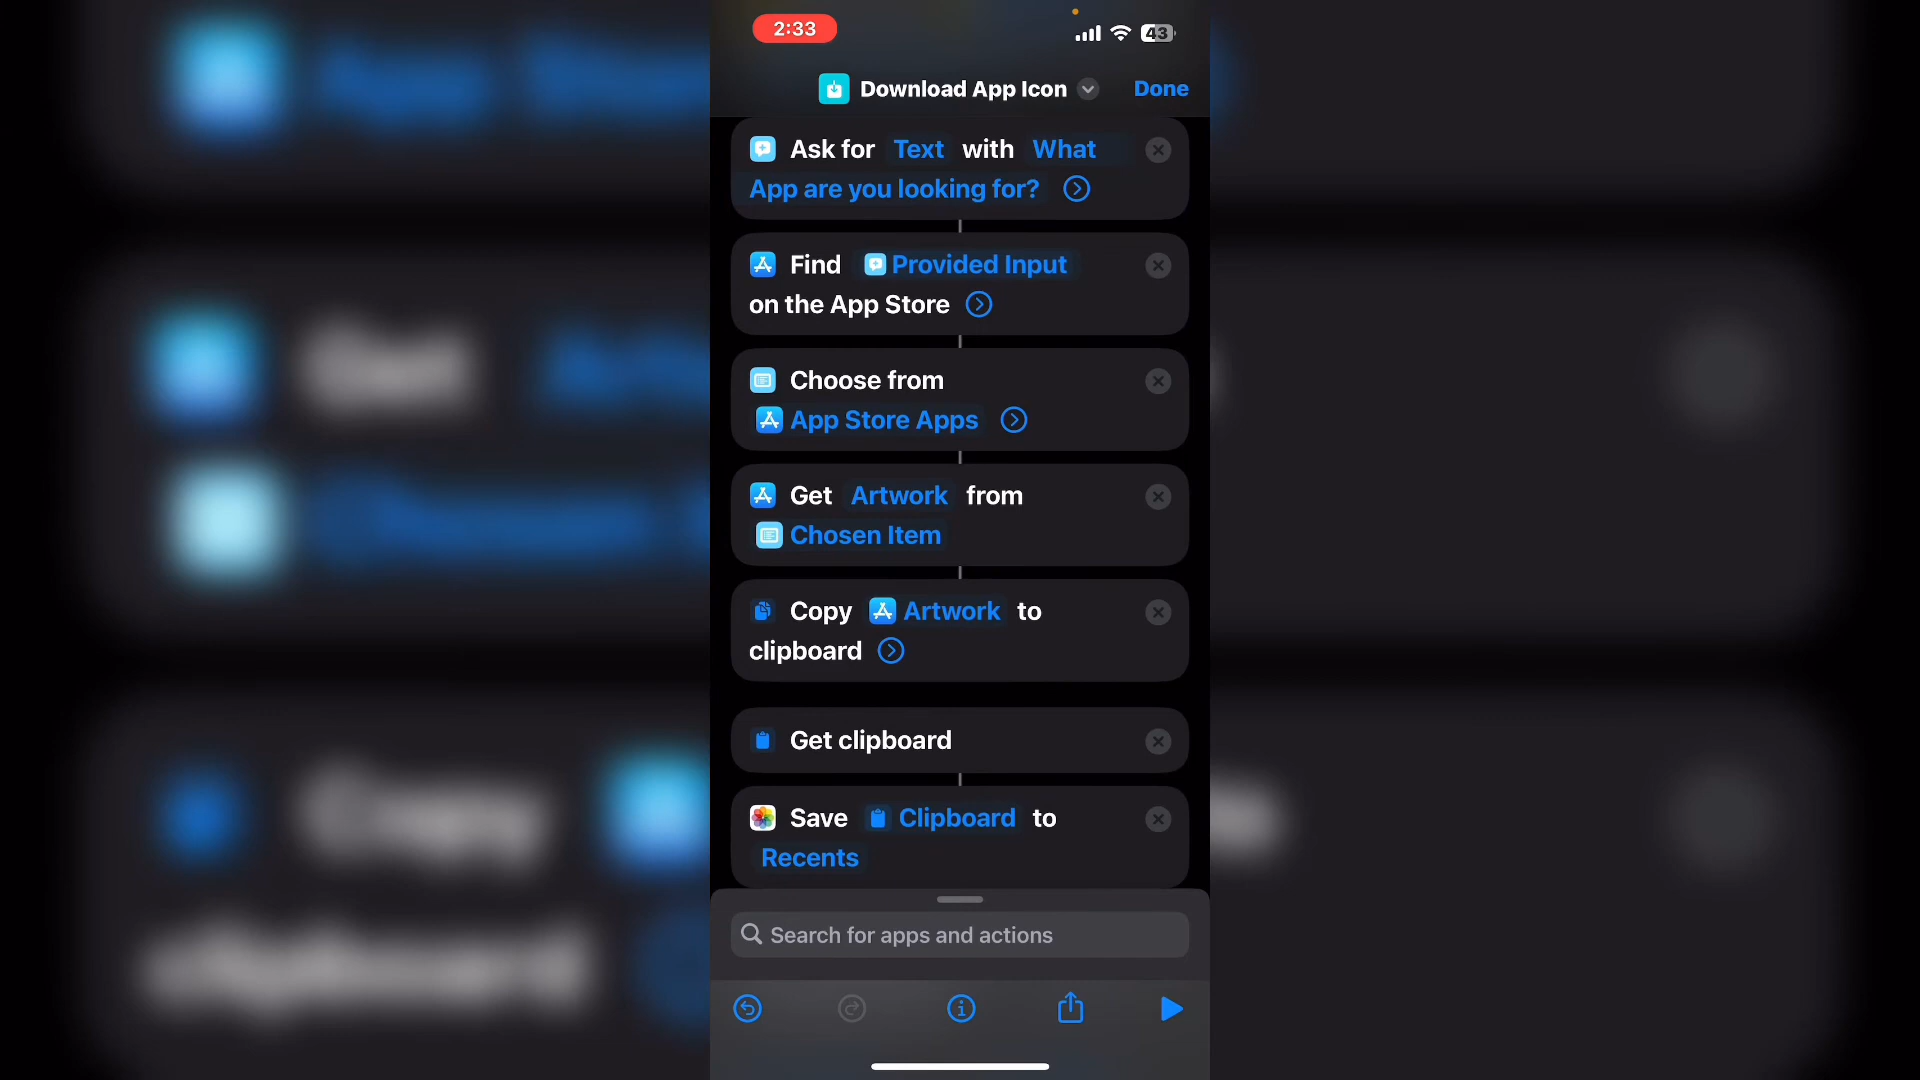 2:33
43
Download App Icon
Done
Ask for Text with What
App are you looking for?
Find Provided Input
on the App Store
Choose from
App Store Apps
Get Artwork from
Chosen Item
Copy Artwork to
clipboard
Get clipboard
Save Clipboard to
Recents
Search for apps and actions